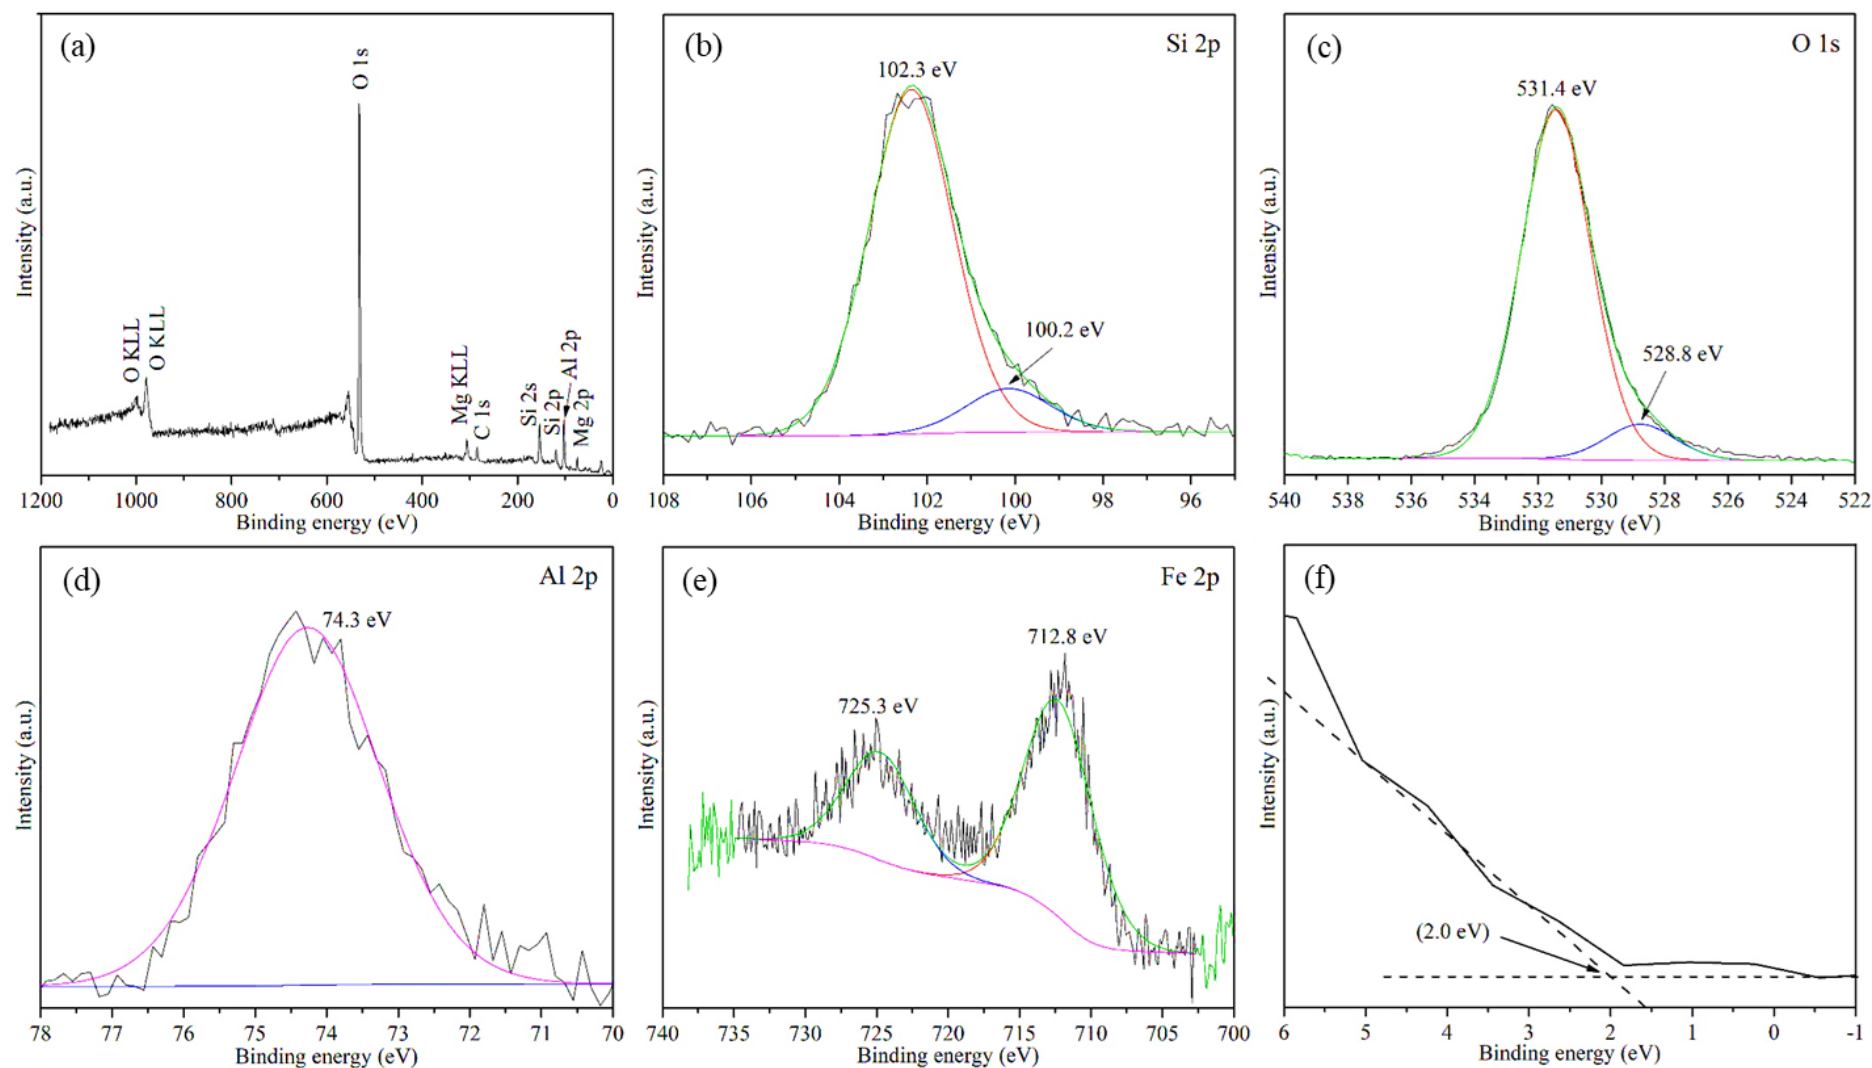 (a)
O 1s
O KLL
O KLL
Mg KLL
C 1s
Si 2s
Si 2p
Al 2p
Mg 2p
Intensity (a.u.)
1200 1000 800 600 400 200 0
Binding energy (eV)
(b)
Si 2p
102.3 eV
100.2 eV
Intensity (a.u.)
108 106 104 102 100 98 96
Binding energy (eV)
(c)
O 1s
531.4 eV
528.8 eV
Intensity (a.u.)
540 538 536 534 532 530 528 526 524 522
Binding energy (eV)
(d)
Al 2p
74.3 eV
Intensity (a.u.)
78 77 76 75 74 73 72 71 70
Binding energy (eV)
(e)
Fe 2p
712.8 eV
725.3 eV
Intensity (a.u.)
740 735 730 725 720 715 710 705 700
Binding energy (eV)
(f)
(2.0 eV)
Intensity (a.u.)
6 5 4 3 2 1 0 -1
Binding energy (eV)